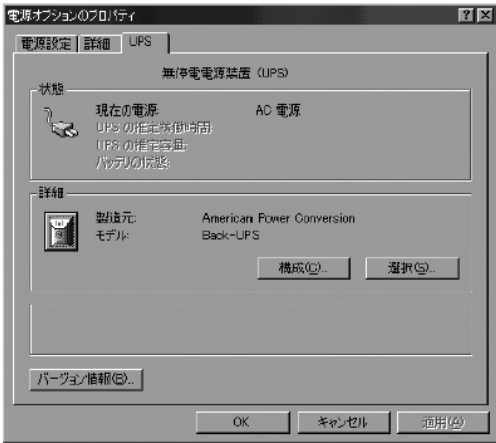 電源オプションのプロパティ
電源設定 詳細 UPS
無停電電源装置 (UPS)
状態
現在の電源: AC 電源
UPS の推定稼働時間:
UPS の推定容量:
バッテリの状態:
詳細
製造元: American Power Conversion
モデル: Back-UPS
構成(C)... 選択(S)...
バージョン情報(B)...
OK キャンセル 適用(A)